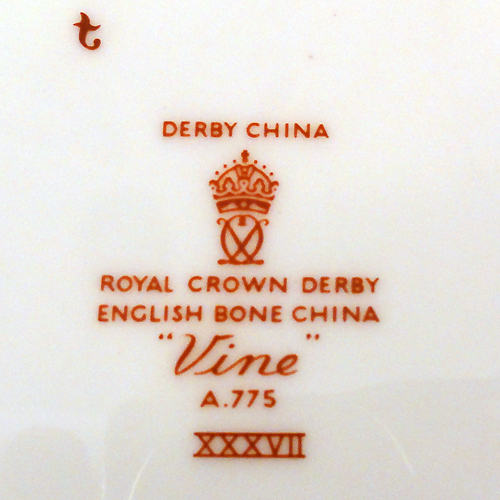 t
DERBY CHINA
ROYAL CROWN DERBY
ENGLISH BONE CHINA
"Vine"
A.775
XXXVII